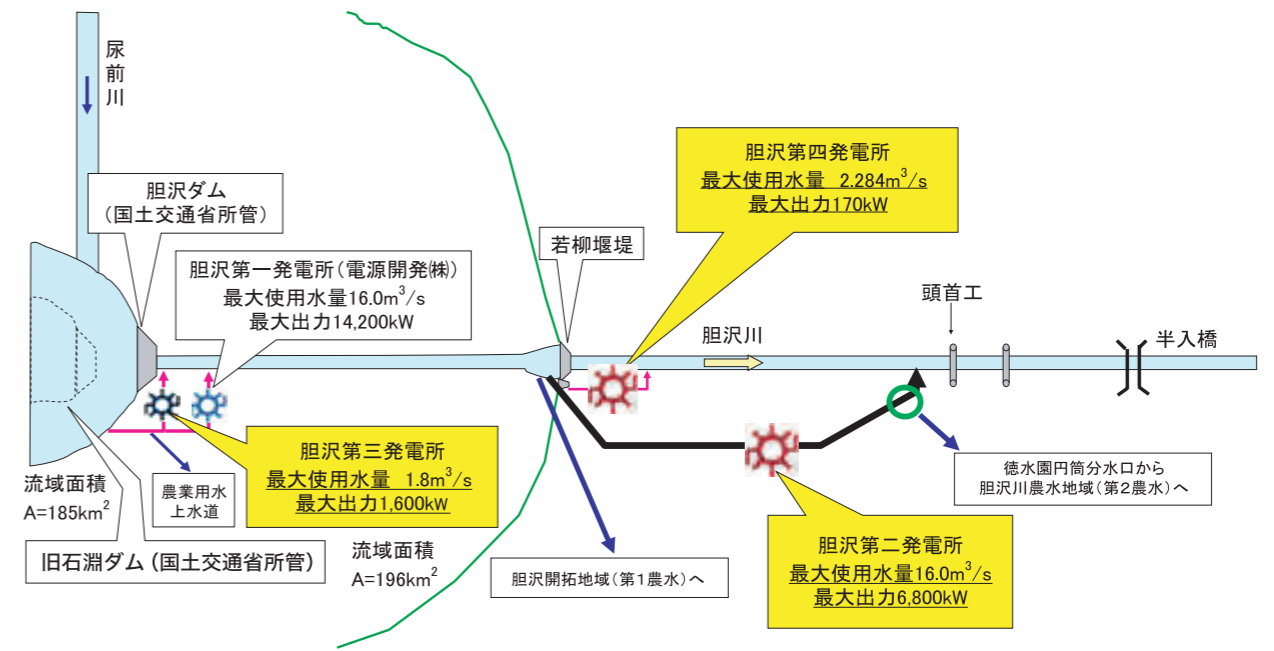 尿前川
胆沢ダム
（国土交通省所管）
胆沢第一発電所（電源開発㈱）
最大使用水量16.0m³/s
最大出力14,200kW
胆沢第四発電所
最大使用水量 2.284m³/s
最大出力170kW
若柳堰堤
胆沢川
頭首工
半入橋
胆沢第三発電所
最大使用水量 1.8m³/s
最大出力1,600kW
流域面積
A=185km²
農業用水
上水道
旧石淵ダム（国土交通省所管）
流域面積
A=196km²
胆沢開拓地域（第１農水）へ
徳水園円筒分水口から
胆沢川農水地域（第２農水）へ
胆沢第二発電所
最大使用水量16.0m³/s
最大出力6,800kW